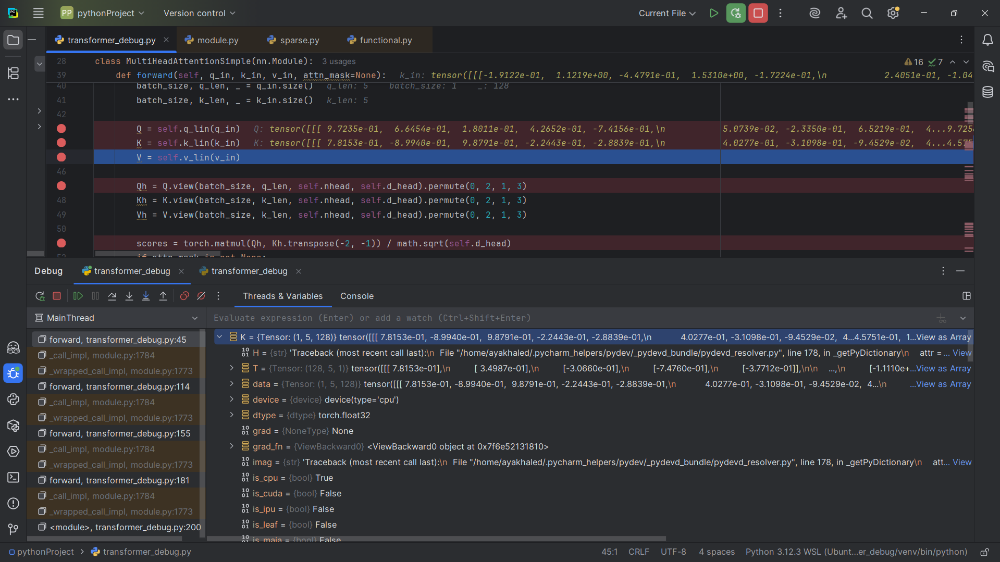 PP pythonProject Version control Current File
transformer_debug.py module.py sparse.py functional.py
28 class MultiHeadAttentionSimple(nn.Module): 3 usages 16 7
39 def forward(self, q_in, k_in, v_in, attn_mask=None): k_in: tensor([[[-1.9122e-01, 1.1219e+00, -4.4791e-01, 1.5310e+00, -1.7224e-01,\n 2.4051e-01, -1.04
40 batch_size, q_len, _ = q_in.size() q_len: 5 batch_size: 1 _: 128
41 batch_size, k_len, _ = k_in.size() k_len: 5
42
Q = self.q_lin(q_in) Q: tensor([[[ 9.7235e-01, 6.6454e-01, 1.8011e-01, 4.2652e-01, -7.4156e-01,\n 5.0739e-02, -2.3350e-01, 6.5219e-01, 4...9.725
K = self.k_lin(k_in) K: tensor([[[ 7.8153e-01, -8.9940e-01, 9.8791e-01, -2.2443e-01, -2.8839e-01,\n 4.0277e-01, -3.1098e-01, -9.4529e-02, 4...4.575
V = self.v_lin(v_in)
46
Qh = Q.view(batch_size, q_len, self.nhead, self.d_head).permute(0, 2, 1, 3)
48 Kh = K.view(batch_size, k_len, self.nhead, self.d_head).permute(0, 2, 1, 3)
49 Vh = V.view(batch_size, k_len, self.nhead, self.d_head).permute(0, 2, 1, 3)
50
scores = torch.matmul(Qh, Kh.transpose(-2, -1)) / math.sqrt(self.d_head)
52 if attn_mask is not None:
Debug transformer_debug transformer_debug
Threads & Variables Console
MainThread
Evaluate expression (Enter) or add a watch (Ctrl+Shift+Enter)
forward, transformer_debug.py:45
_call_impl, module.py:1784
_wrapped_call_impl, module.py:1773
forward, transformer_debug.py:114
_call_impl, module.py:1784
_wrapped_call_impl, module.py:1773
forward, transformer_debug.py:155
_call_impl, module.py:1784
_wrapped_call_impl, module.py:1773
forward, transformer_debug.py:181
_call_impl, module.py:1784
_wrapped_call_impl, module.py:1773
<module>, transformer_debug.py:200
K = {Tensor: (1, 5, 128)} tensor([[[ 7.8153e-01, -8.9940e-01, 9.8791e-01, -2.2443e-01, -2.8839e-01,\n 4.0277e-01, -3.1098e-01, -9.4529e-02, 4...4.5751e-01, 1...View as Array
H = {str} 'Traceback (most recent call last):\n File "/home/ayakhaled/.pycharm_helpers/pydev/_pydevd_bundle/pydevd_resolver.py", line 178, in _getPyDictionary\n attr =... View
T = {Tensor: (128, 5, 1)} tensor([[[ 7.8153e-01],\n [ 3.4987e-01],\n [-3.0660e-01],\n [-7.4760e-01],\n [-3.7712e-01]],\n\n ...,\n [-1.1110e+...View as Array
data = {Tensor: (1, 5, 128)} tensor([[[ 7.8153e-01, -8.9940e-01, 9.8791e-01, -2.2443e-01, -2.8839e-01,\n 4.0277e-01, -3.1098e-01, -9.4529e-02, 4...\n ...View as Array
device = {device} device(type='cpu')
dtype = {dtype} torch.float32
grad = {NoneType} None
grad_fn = {ViewBackward0} <ViewBackward0 object at 0x7f6e52131810>
imag = {str} 'Traceback (most recent call last):\n File "/home/ayakhaled/.pycharm_helpers/pydev/_pydevd_bundle/pydevd_resolver.py", line 178, in _getPyDictionary\n att... View
is_cpu = {bool} True
is_cuda = {bool} False
is_ipu = {bool} False
is_leaf = {bool} False
is_maia = {bool} False
pythonProject > transformer_debug.py 45:1 CRLF UTF-8 4 spaces Python 3.12.3 WSL (Ubunt...er_debug/venv/bin/python)